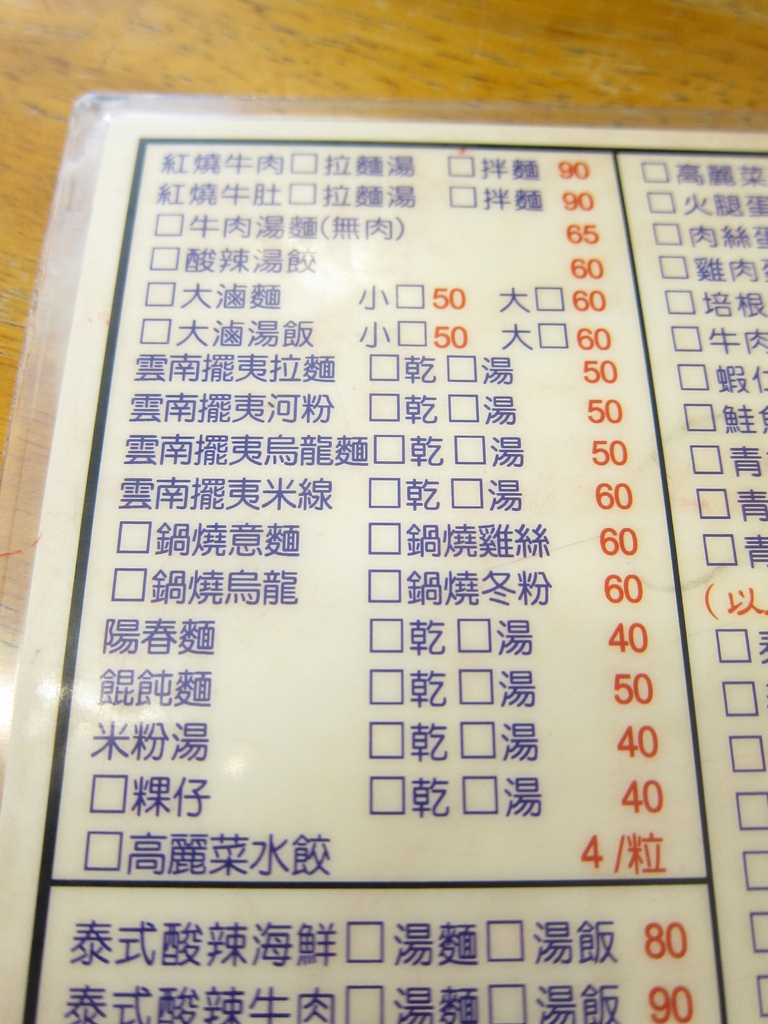 紅燒牛肉□拉麵湯 □拌麵 90
紅燒牛肚□拉麵湯 □拌麵 90
□牛肉湯麵(無肉) 65
□酸辣湯餃 60
□大滷麵 小□50 大□60
□大滷湯飯 小□50 大□60
雲南擺夷拉麵 □乾 □湯 50
雲南擺夷河粉 □乾 □湯 50
雲南擺夷烏龍麵□乾 □湯 50
雲南擺夷米線 □乾 □湯 60
□鍋燒意麵 □鍋燒雞絲 60
□鍋燒烏龍 □鍋燒冬粉 60
陽春麵 □乾 □湯 40
餛飩麵 □乾 □湯 50
米粉湯 □乾 □湯 40
□粿仔 □乾 □湯 40
□高麗菜水餃 4 /粒
泰式酸辣海鮮□湯麵□湯飯 80
泰式酸辣牛肉□湯麵□湯飯 90
□高麗菜
□火腿蛋
□肉絲蛋
□雞肉蛋
□培根
□牛肉
□蝦仁
□鮭魚
□青
□青
□青
(以